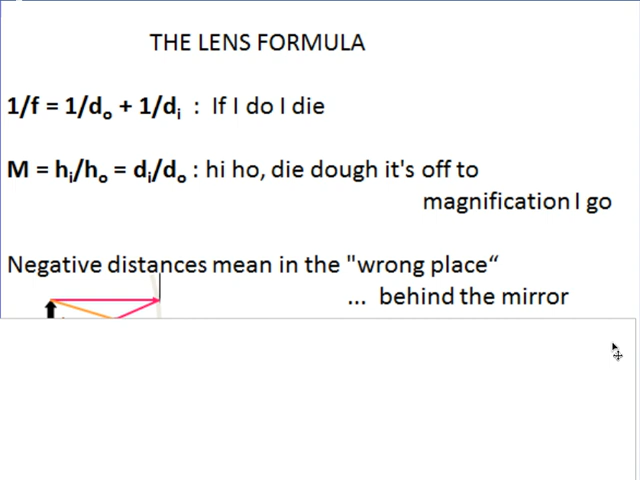 THE LENS FORMULA
1/f = 1/dₒ + 1/dᵢ : If I do I die
M = hᵢ/hₒ = dᵢ/dₒ : hi ho, die dough it's off to
magnification I go
Negative distances mean in the "wrong place“
... behind the mirror